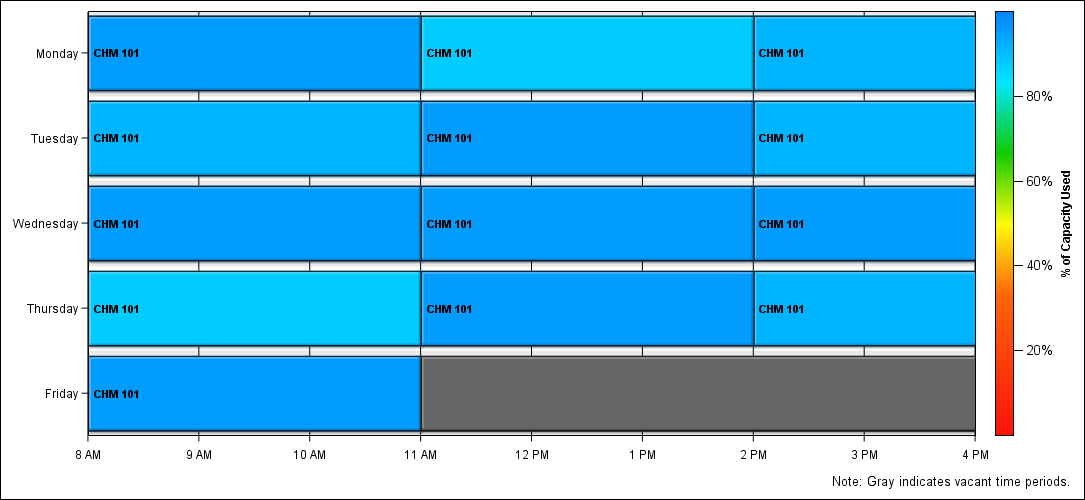 Monday
CHM 101
CHM 101
CHM 101
Tuesday
CHM 101
CHM 101
CHM 101
Wednesday
CHM 101
CHM 101
CHM 101
Thursday
CHM 101
CHM 101
CHM 101
Friday
CHM 101
8 AM
9 AM
10 AM
11 AM
12 PM
1 PM
2 PM
3 PM
4 PM
80%
60%
40%
20%
% of Capacity Used
Note: Gray indicates vacant time periods.